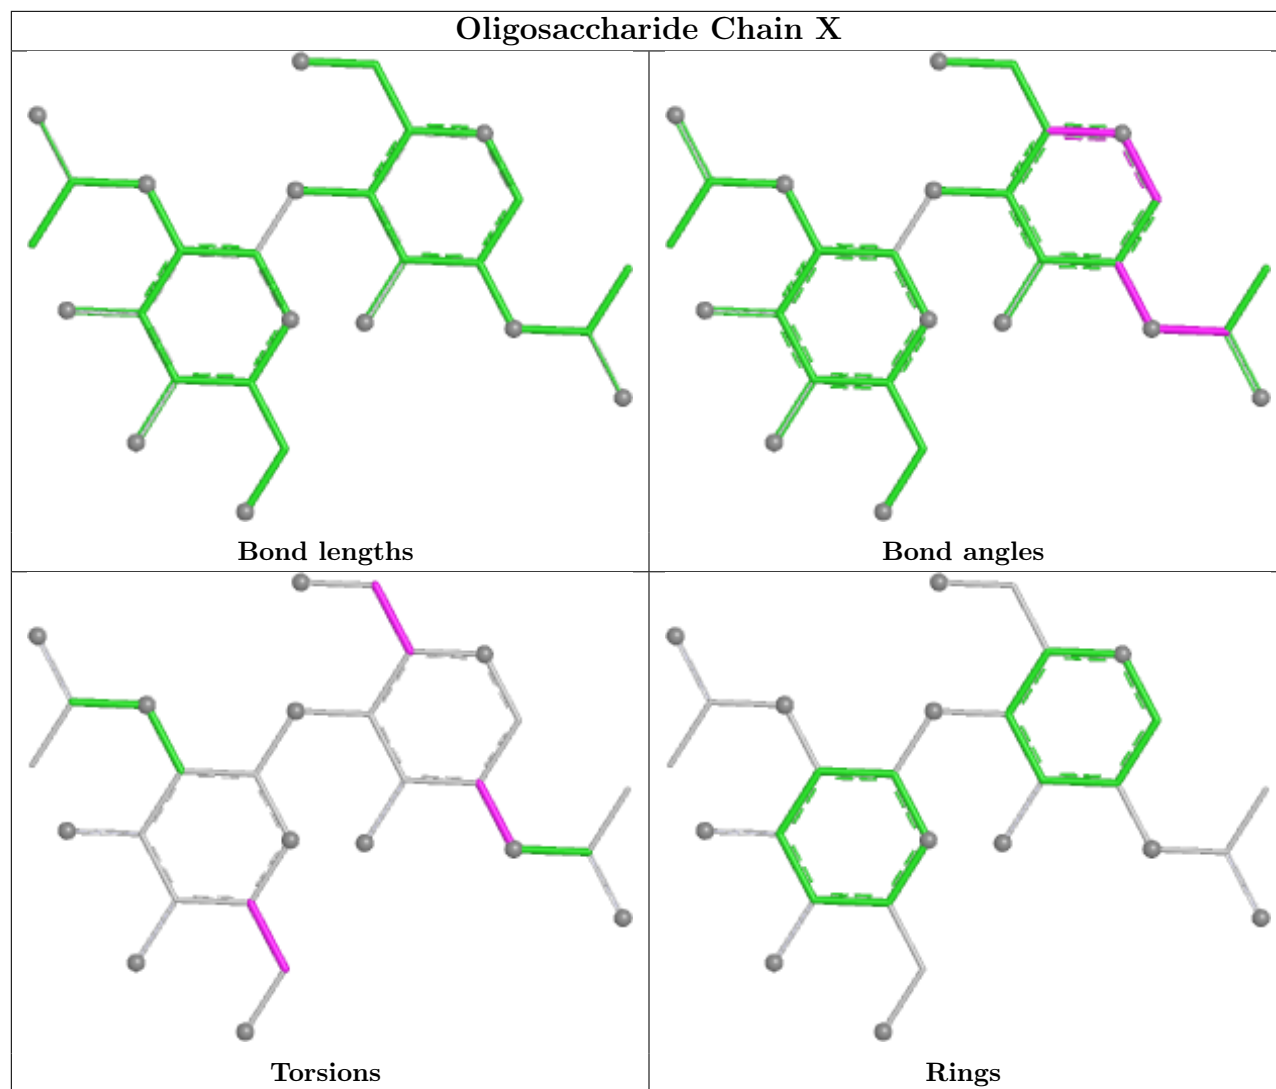 Oligosaccharide Chain X
Bond lengths
Bond angles
Torsions
Rings